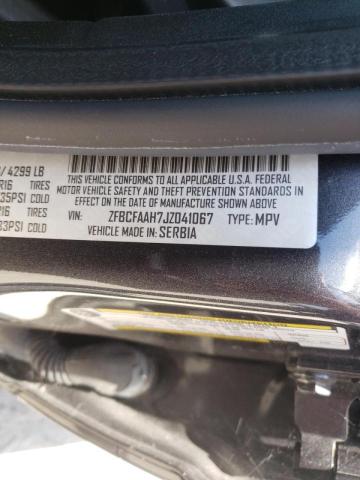 / 4299 LB
R16 TIRES
35PSI COLD
R16 TIRES
33PSI COLD
THIS VEHICLE CONFORMS TO ALL APPLICABLE U.S.A. FEDERAL
MOTOR VEHICLE SAFETY AND THEFT PREVENTION STANDARDS IN
EFFECT ON THE DATE OF MANUFACTURE SHOWN ABOVE.
VIN: ZFBCFAAH7JZ041067 TYPE: MPV
VEHICLE MADE IN: SERBIA